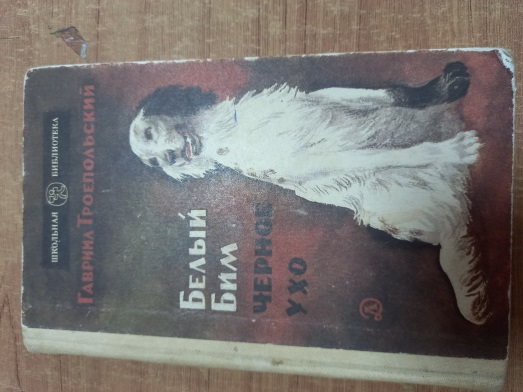 ШКОЛЬНАЯ БИБЛИОТЕКА
ГАВРИИЛ ТРОЕПОЛЬСКИЙ
БЕЛЫЙ
БИМ
ЧЕРНОЕ
УХО